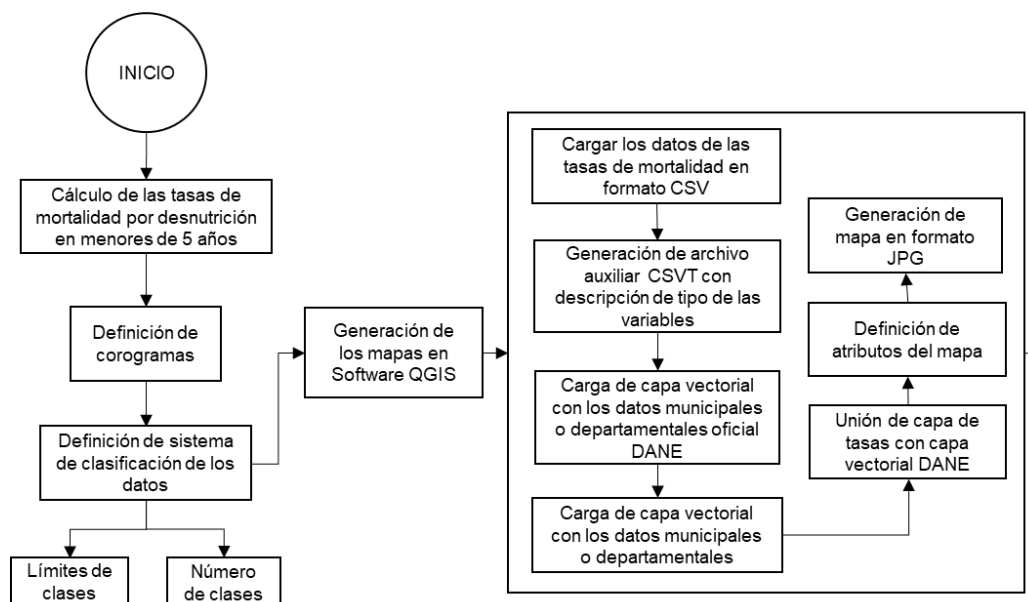 INICIO
Cálculo de las tasas de
mortalidad por desnutrición
en menores de 5 años
Definición de
corogramas
Definición de sistema
de clasificación de los
datos
Límites de
clases
Número
de clases
Generación de
los mapas en
Software QGIS
Cargar los datos de las
tasas de mortalidad en
formato CSV
Generación de archivo
auxiliar CSVT con
descripción de tipo de las
variables
Carga de capa vectorial
con los datos municipales
o departamentales oficial
DANE
Carga de capa vectorial
con los datos municipales
o departamentales
Unión de capa de
tasas con capa
vectorial DANE
Definición de
atributos del mapa
Generación de
mapa en formato
JPG